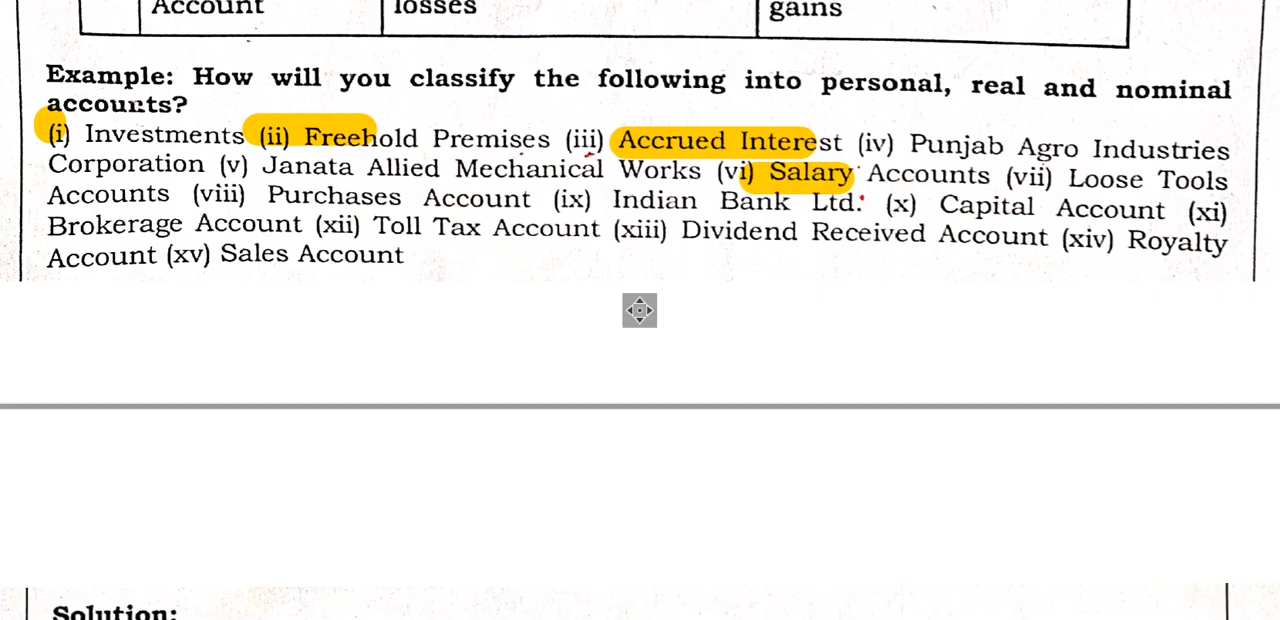 Account losses gains
Example: How will you classify the following into personal, real and nominal
accounts?
(i) Investments (ii) Freehold Premises (iii) Accrued Interest (iv) Punjab Agro Industries
Corporation (v) Janata Allied Mechanical Works (vi) Salary Accounts (vii) Loose Tools
Accounts (viii) Purchases Account (ix) Indian Bank Ltd. (x) Capital Account (xi)
Brokerage Account (xii) Toll Tax Account (xiii) Dividend Received Account (xiv) Royalty
Account (xv) Sales Account
Solution: